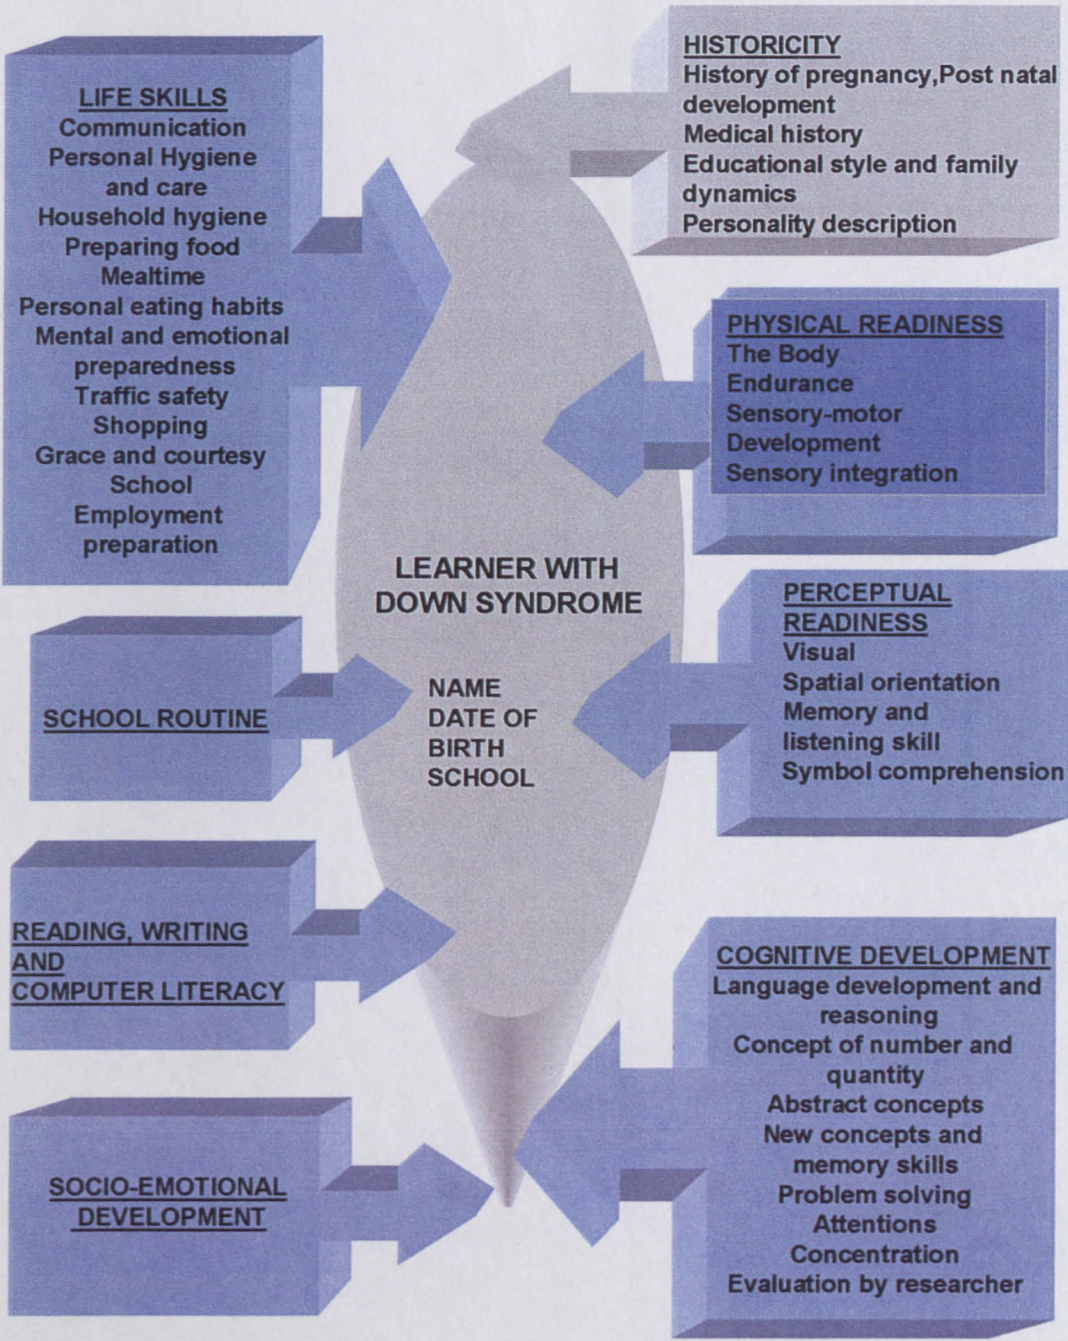 LIFE SKILLS
Communication
Personal Hygiene
and care
Household hygiene
Preparing food
Mealtime
Personal eating habits
Mental and emotional
preparedness
Traffic safety
Shopping
Grace and courtesy
School
Employment
preparation
SCHOOL ROUTINE
READING, WRITING
AND
COMPUTER LITERACY
SOCIO-EMOTIONAL
DEVELOPMENT
LEARNER WITH
DOWN SYNDROME
NAME
DATE OF
BIRTH
SCHOOL
HISTORICITY
History of pregnancy,Post natal
development
Medical history
Educational style and family
dynamics
Personality description
PHYSICAL READINESS
The Body
Endurance
Sensory-motor
Development
Sensory integration
PERCEPTUAL
READINESS
Visual
Spatial orientation
Memory and
listening skill
Symbol comprehension
COGNITIVE DEVELOPMENT
Language development and
reasoning
Concept of number and
quantity
Abstract concepts
New concepts and
memory skills
Problem solving
Attentions
Concentration
Evaluation by researcher